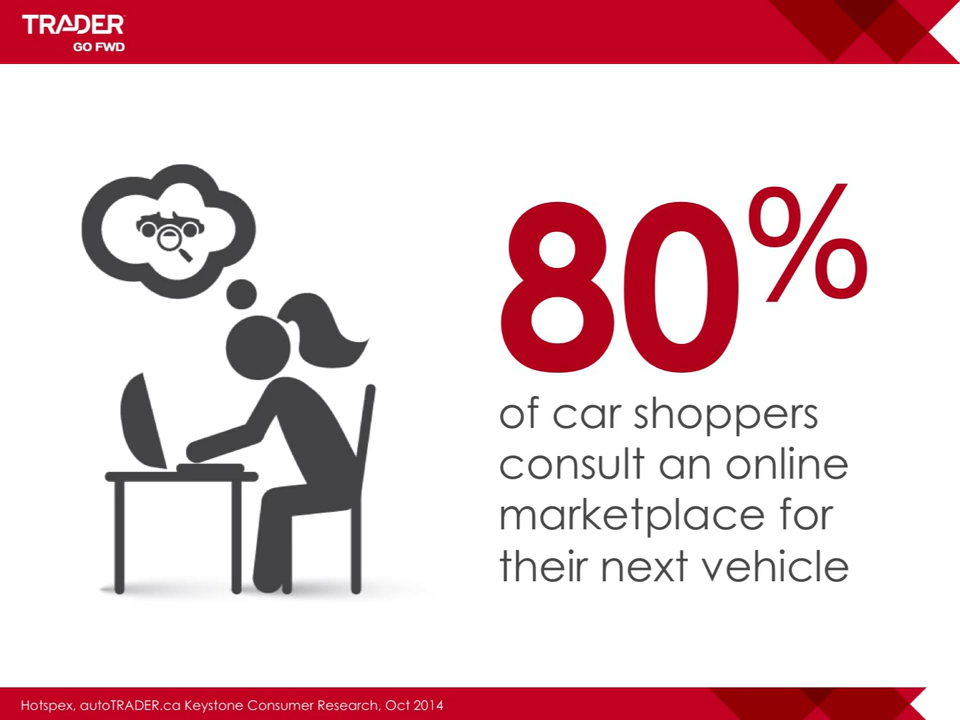 TRADER
GO FWD
80%
of car shoppers
consult an online
marketplace for
their next vehicle
Hotspex, autoTRADER.ca Keystone Consumer Research, Oct 2014